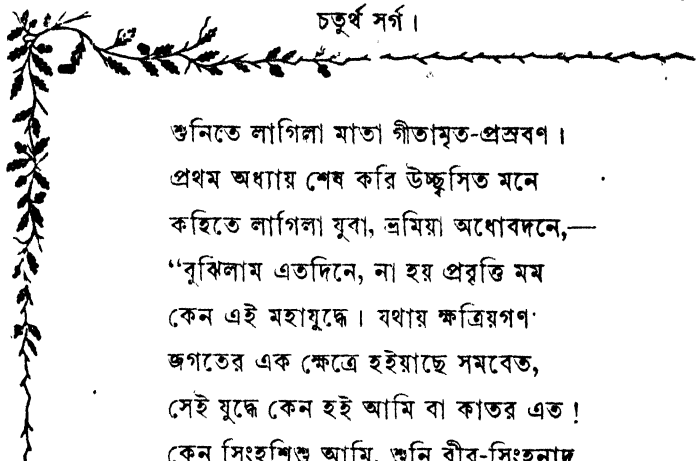 চতুর্থ সর্গ।
শুনিতে লাগিলা মাতা গীতামৃত-প্রস্রবণ।
প্রথম অধ্যায় শেষ করি উচ্ছ্বসিত মনে
কহিতে লাগিলা যুবা, ভ্রমিয়া অধোবদনে,—
“বুঝিলাম এতদিনে, না হয় প্রবৃত্তি মম
কেন এই মহাযুদ্ধে। যথায় ক্ষত্রিয়গণ
জগতের এক ক্ষেত্রে হইয়াছে সমবেত,
সেই যুদ্ধে কেন হই আমি বা কাতর এত!
কেন সিংহশিশু আমি, শুনি বীর-সিংহনাদ